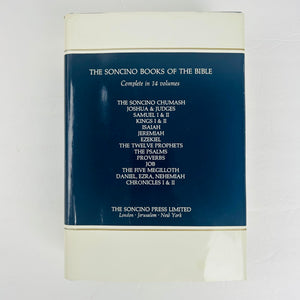 THE SONCINO BOOKS OF THE BIBLE
Complete in 14 volumes
THE SONCINO CHUMASH
JOSHUA & JUDGES
SAMUEL I & II
KINGS I & II
ISAIAH
JEREMIAH
EZEKIEL
THE TWELVE PROPHETS
THE PSALMS
PROVERBS
JOB
THE FIVE MEGILLOTH
DANIEL, EZRA, NEHEMIAH
CHRONICLES I & II
THE SONCINO PRESS LIMITED
London · Jerusalem · New York